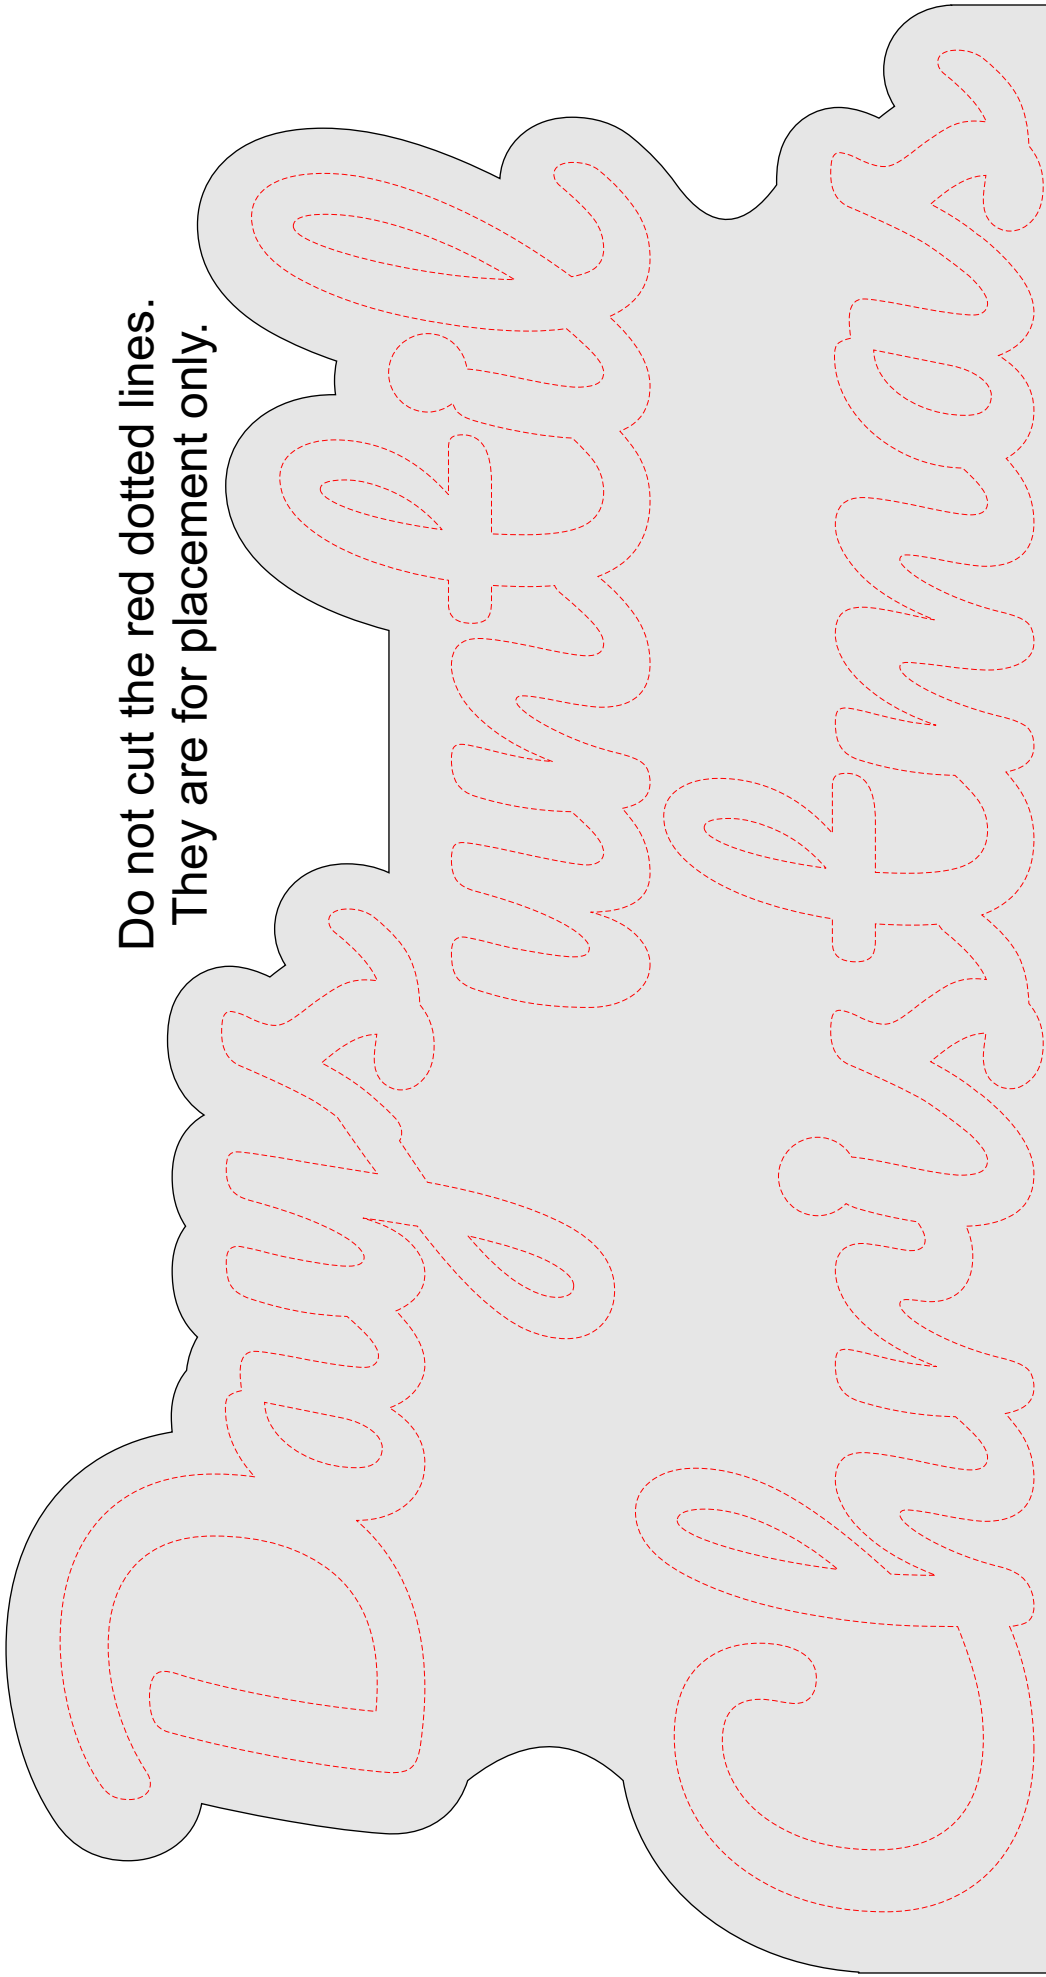 Do not cut the red dotted lines.
They are for placement only.
Days until
Christmas